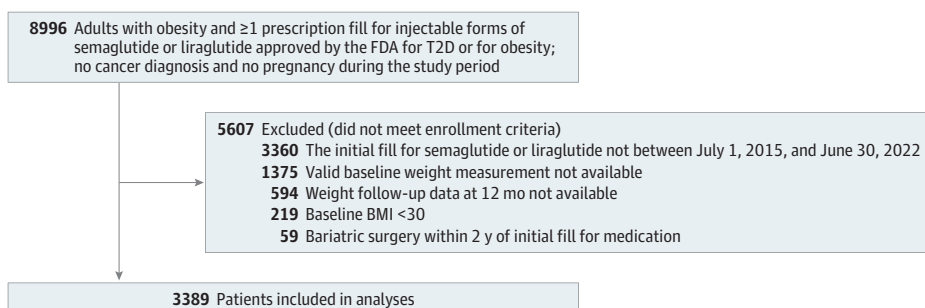 8996 Adults with obesity and ≥1 prescription fill for injectable forms of
semaglutide or liraglutide approved by the FDA for T2D or for obesity;
no cancer diagnosis and no pregnancy during the study period
5607 Excluded (did not meet enrollment criteria)
3360 The initial fill for semaglutide or liraglutide not between July 1, 2015, and June 30, 2022
1375 Valid baseline weight measurement not available
594 Weight follow-up data at 12 mo not available
219 Baseline BMI <30
59 Bariatric surgery within 2 y of initial fill for medication
3389 Patients included in analyses